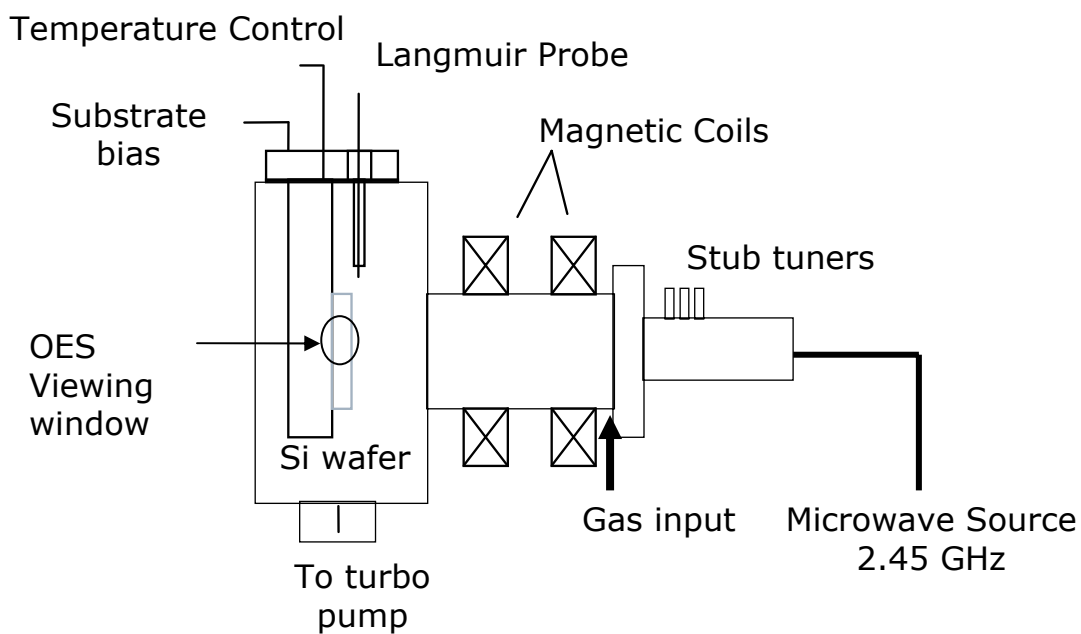 Temperature Control
Langmuir Probe
Substrate
bias
Magnetic Coils
Stub tuners
OES
Viewing
window
Si wafer
Gas input
Microwave Source
2.45 GHz
To turbo
pump